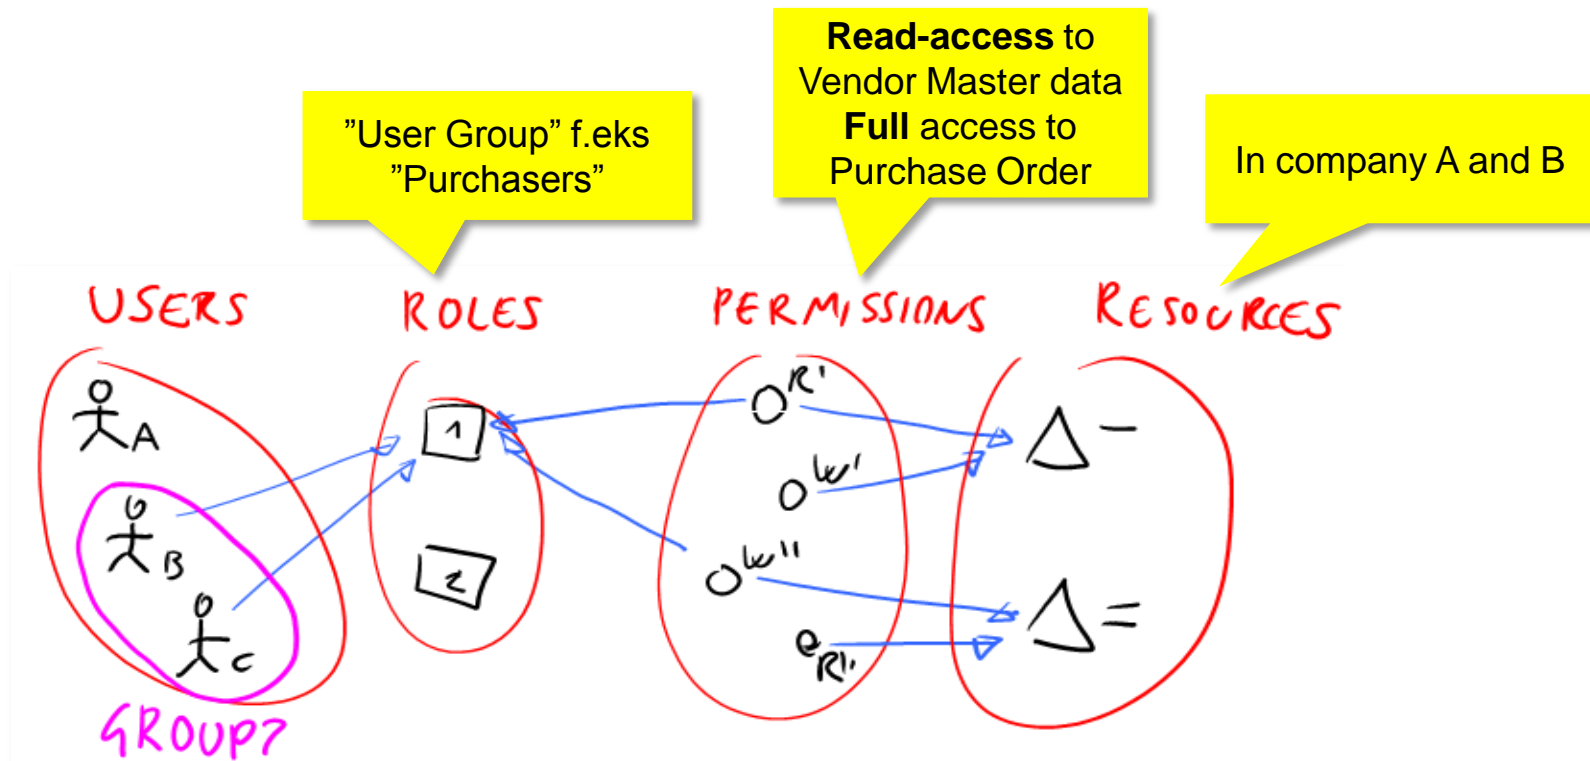 Read-access to
Vendor Master data
Full access to
Purchase Order
”User Group” f.eks
”Purchasers”
In company A and B
USERS
ROLES
PERMISSIONS
RESOURCES
A
B
C
GROUP?
1
2
R'
W'
W''
R''